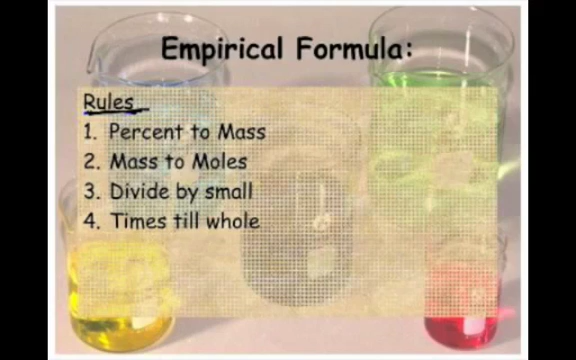 Empirical Formula:
Rules
1. Percent to Mass
2. Mass to Moles
3. Divide by small
4. Times till whole